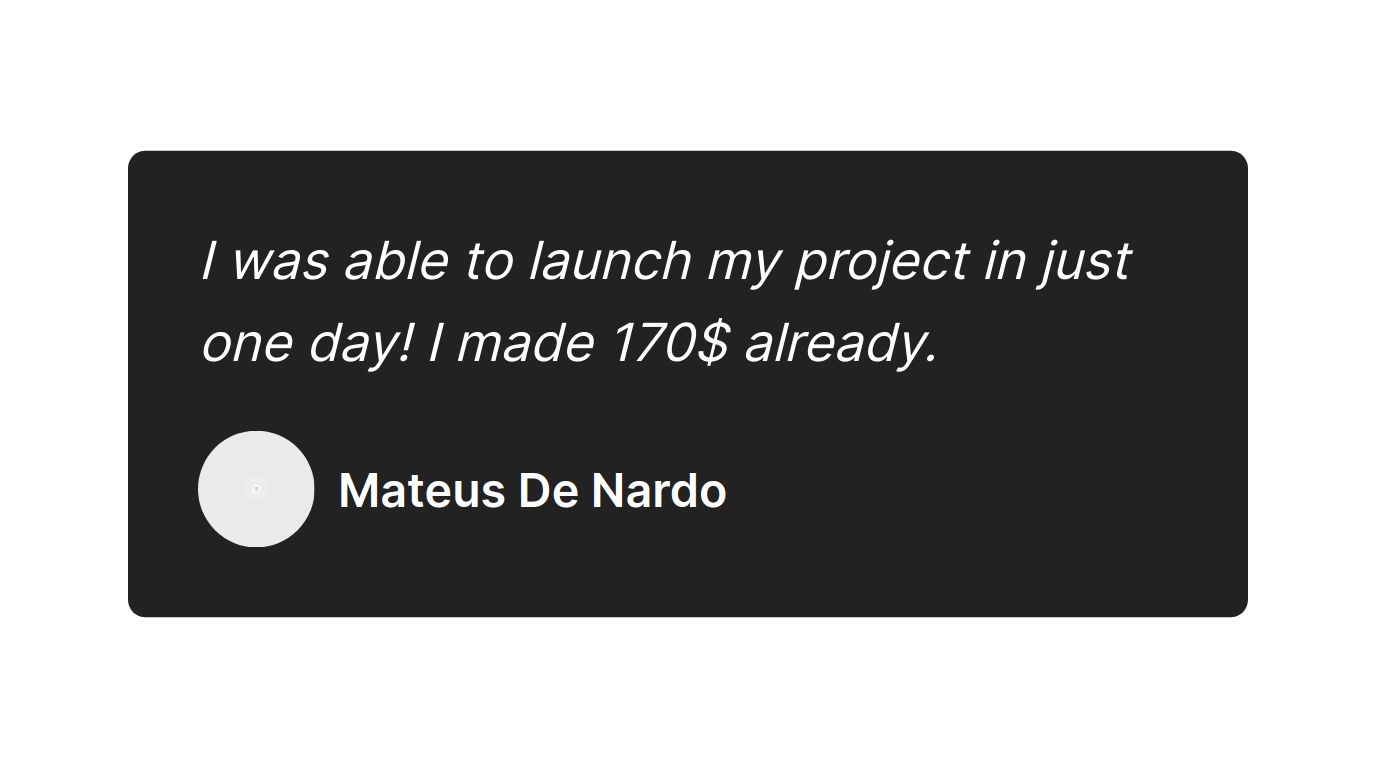 I was able to launch my project in just
one day! I made 170$ already.
Mateus De Nardo